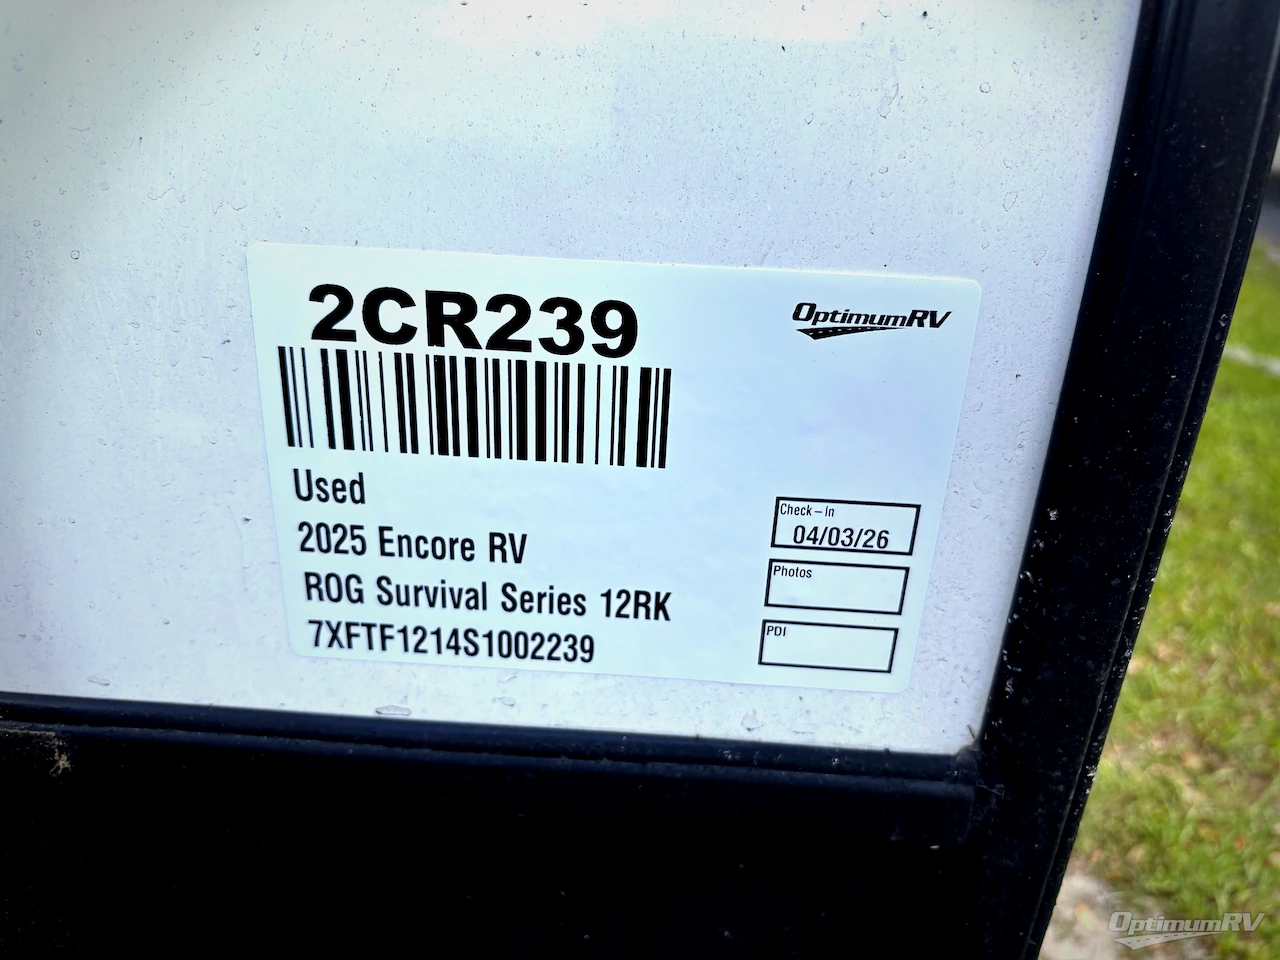 2CR239
OptimumRV
Used
2025 Encore RV
ROG Survival Series 12RK
7XFTF1214S1002239
Check-In
04/03/26
Photos
PDI
OptimumRV